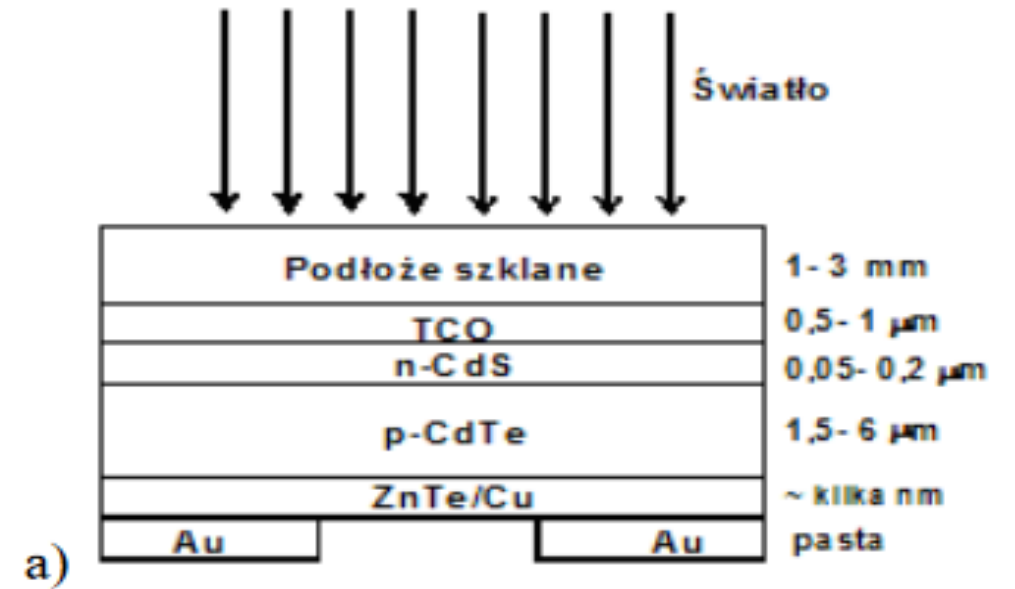 Światło
Podłoże szklane 1- 3 mm
TCO 0,5- 1 µm
n-CdS 0,05- 0,2 µm
p-CdTe 1,5- 6 µm
ZnTe/Cu ~ kilka nm
a) Au Au pasta